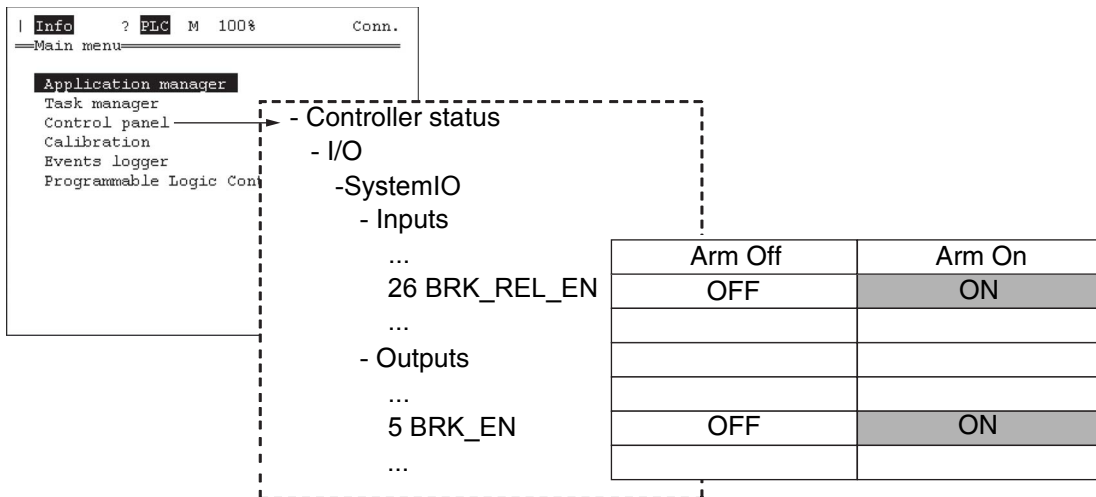 | Info ? PLC M 100% Conn.
Main menu
Application manager
Task manager
Control panel
Calibration
Events logger
Programmable Logic Con
- Controller status
- I/O
-SystemIO
- Inputs
...
26 BRK_REL_EN
...
- Outputs
...
5 BRK_EN
...
Arm Off Arm On
OFF ON
OFF ON